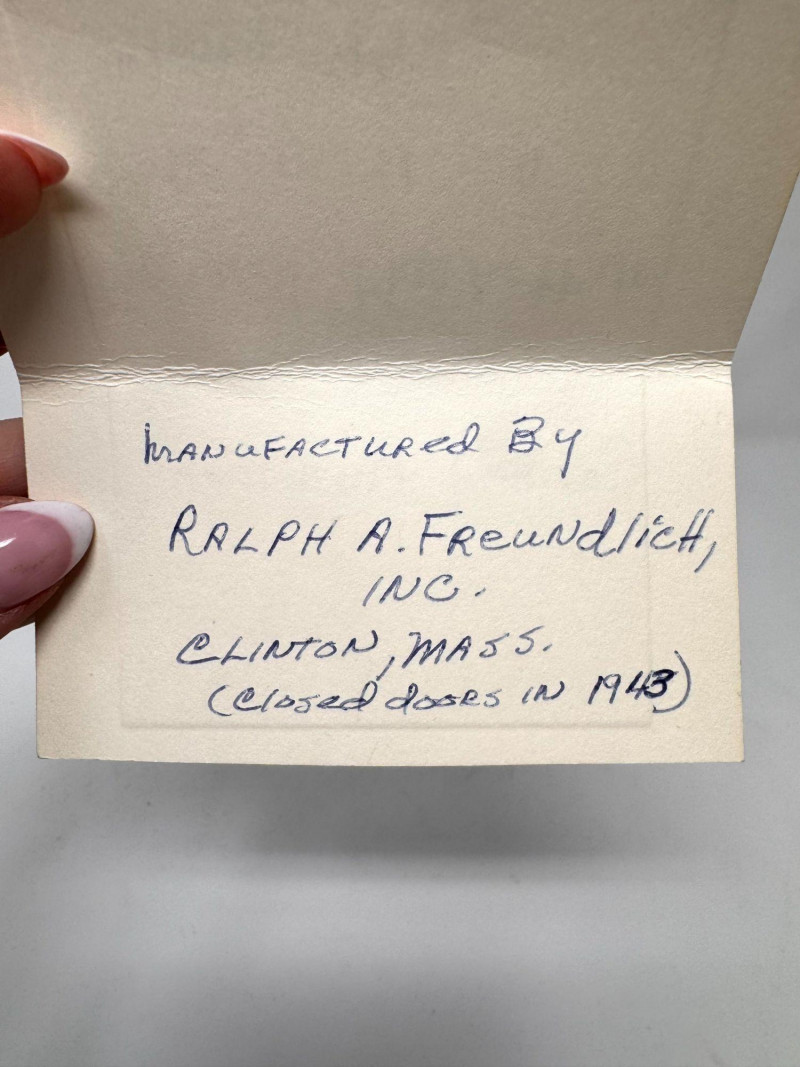 Manufactured By
Ralph A. Freundlich,
Inc.
Clinton, Mass.
(Closed doors in 1943)